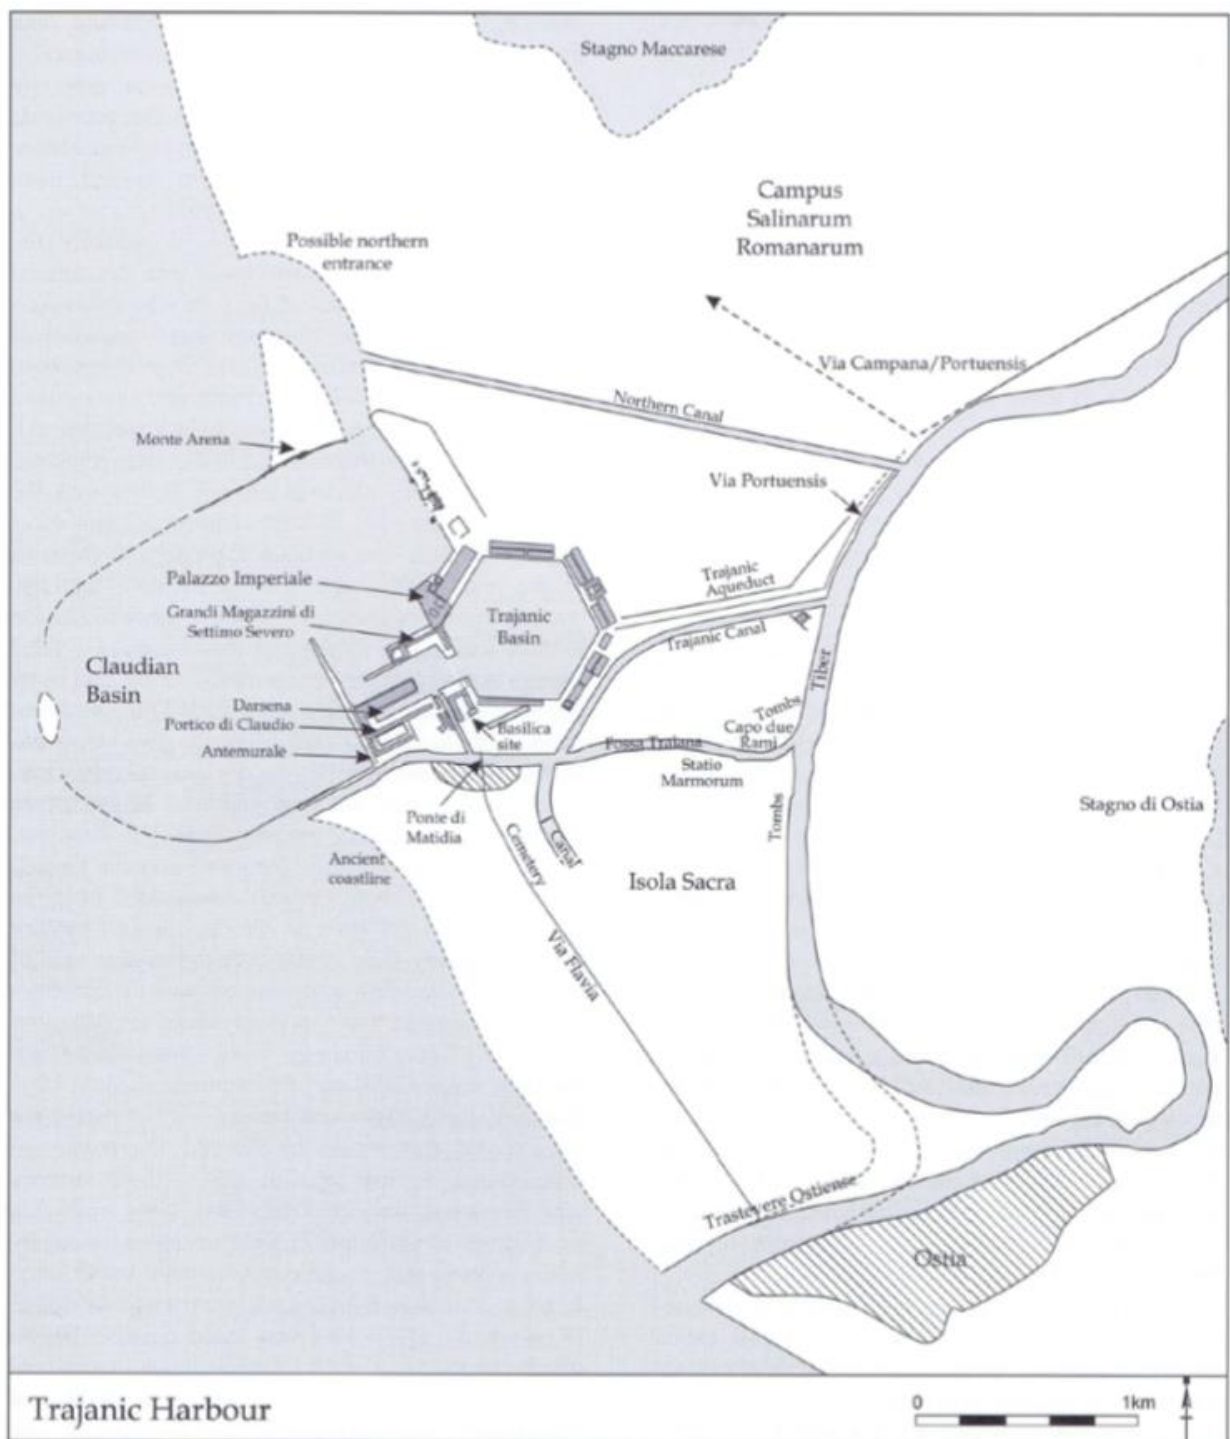 Stagno Maccarese
Campus
Salinarum
Romanarum
Possible northern
entrance
Via Campana/Portuensis
Northern Canal
Monte Arena
Via Portuensis
Palazzo Imperiale
Trajanic
Aqueduct
Grandi Magazzini di
Settimo Severo
Trajanic
Basin
Trajanic Canal
Claudian
Basin
Tiber
Darsena
Portico di Claudio
Antemurale
Basilica
site
Tombs
Capo due
Rami
Fossa Traiana
Statio
Marmorum
Stagno di Ostia
Ponte di
Matidia
Tombs
Cemetery
Canal
Ancient
coastline
Isola Sacra
Via Flavia
Trastevere Ostiense
Ostia
Trajanic Harbour
0
1km